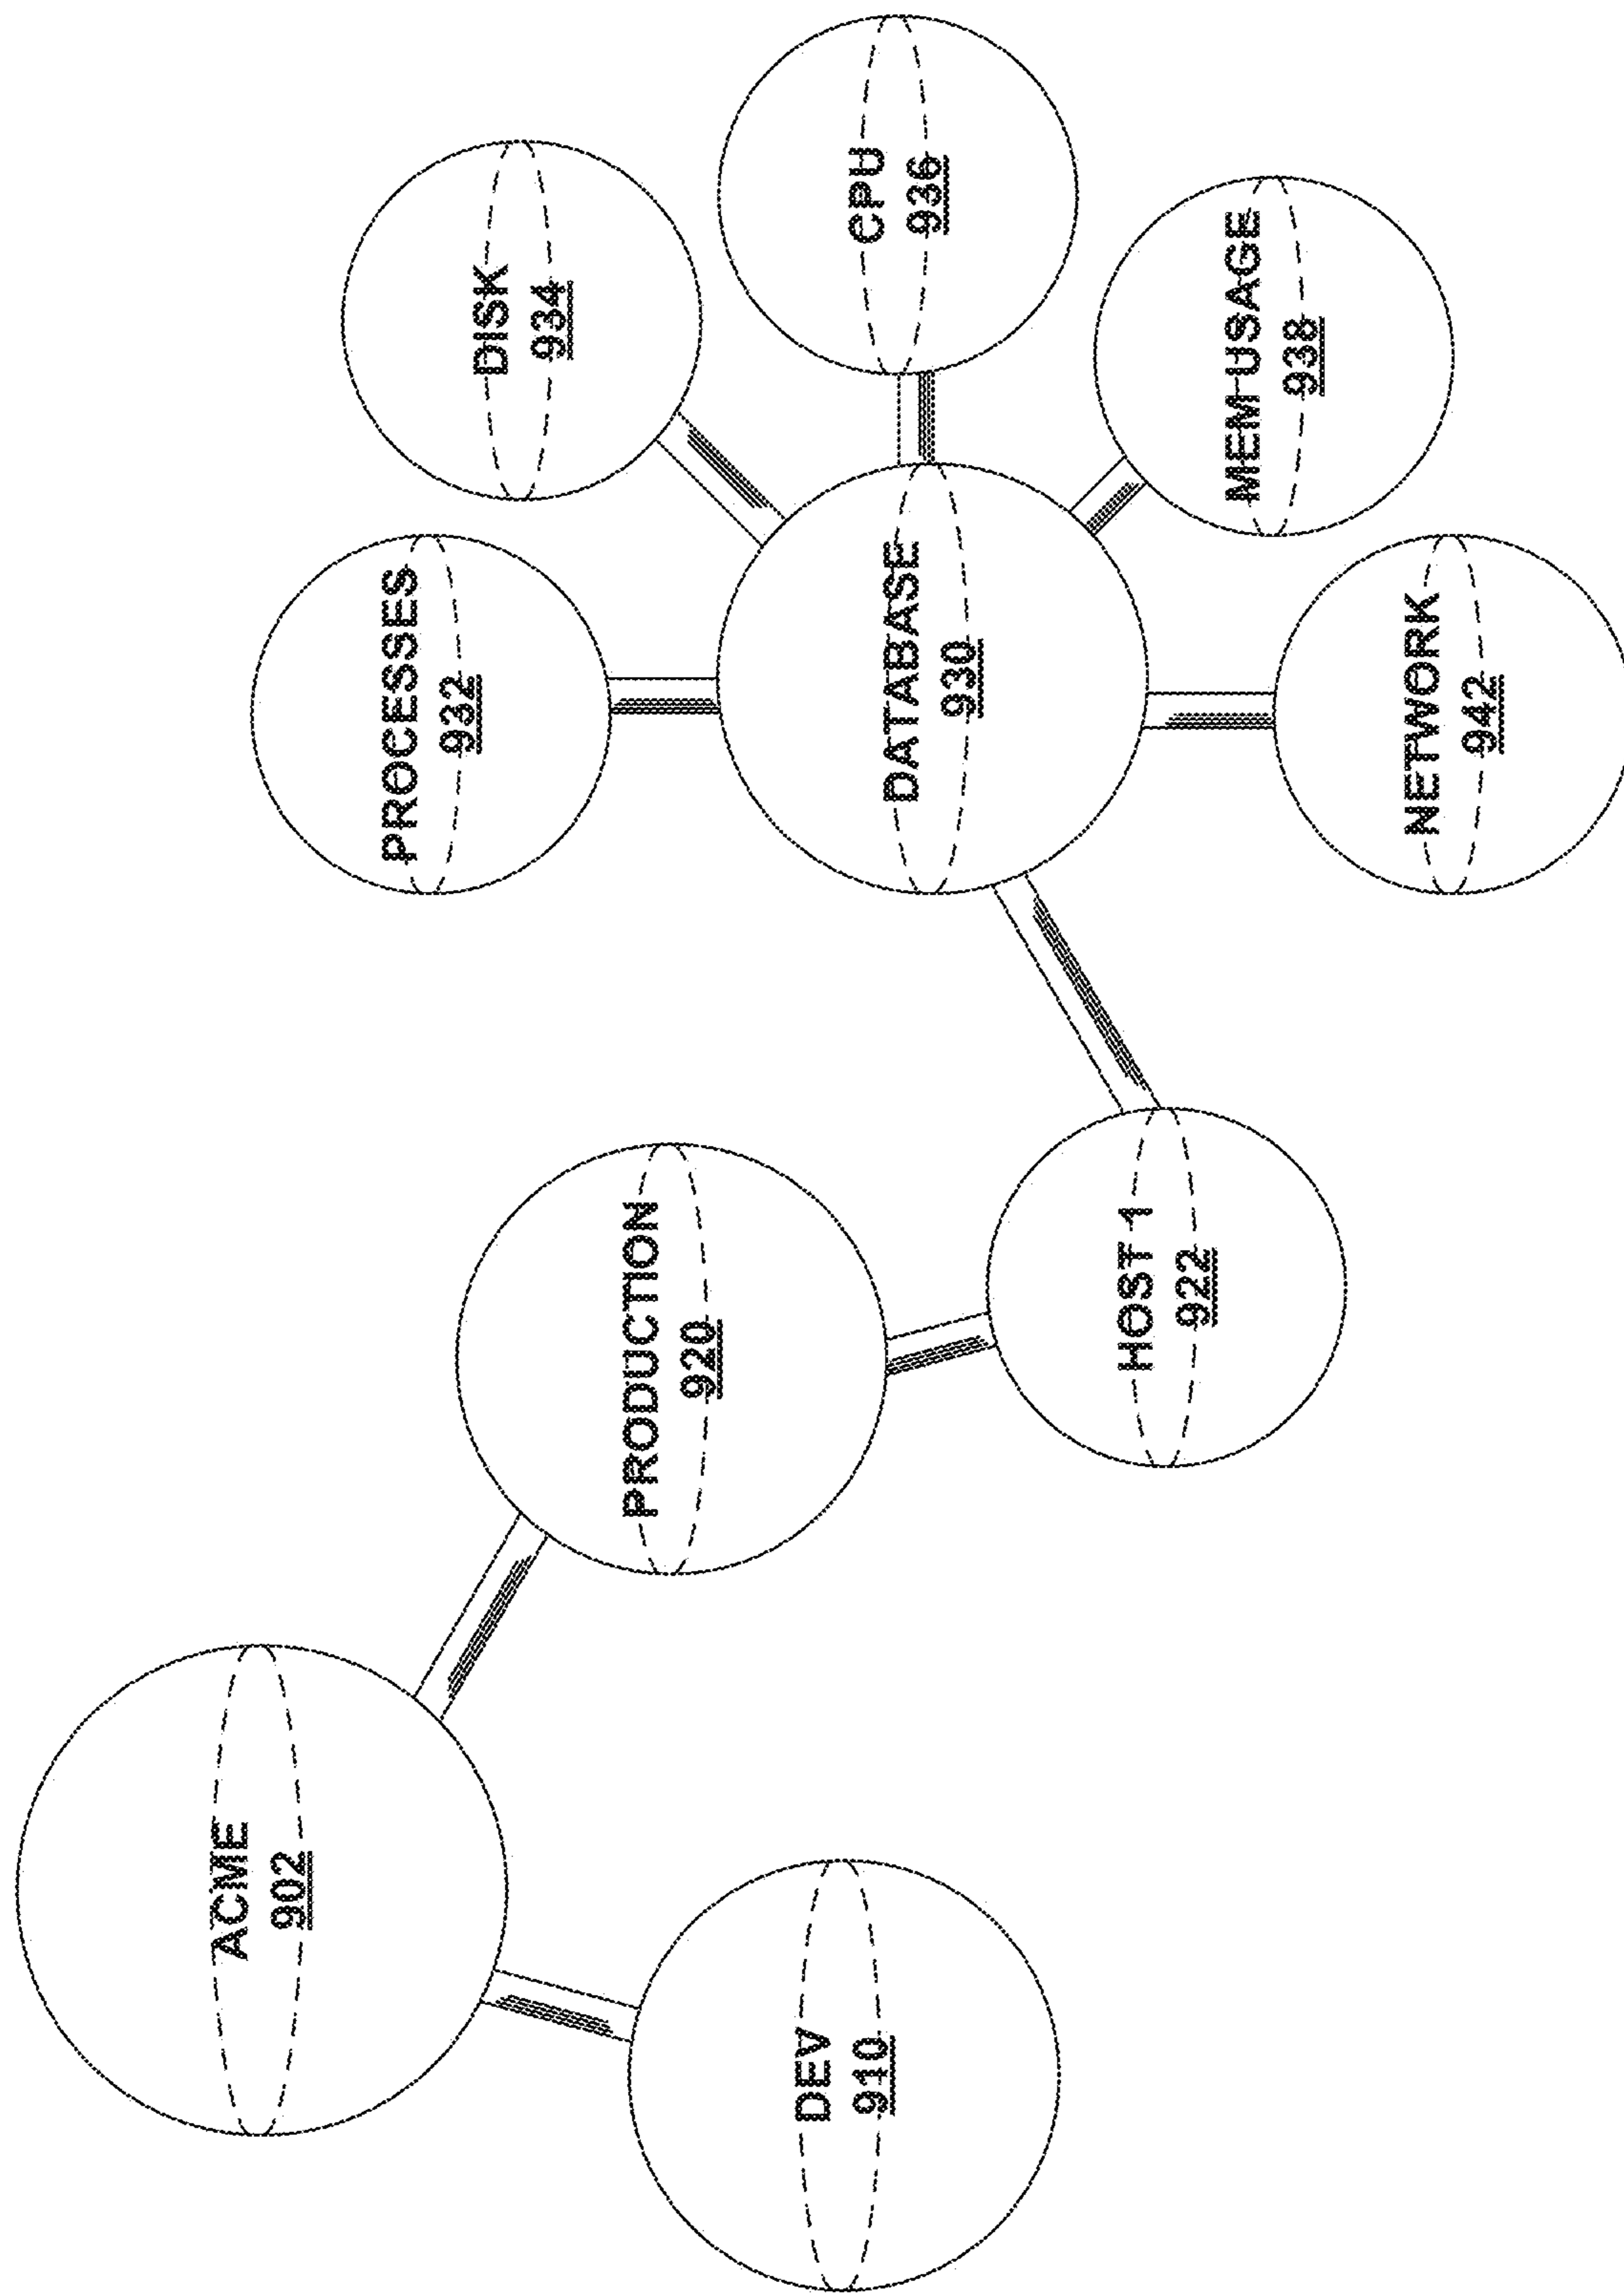 ACME
902
DEV
910
PRODUCTION
920
HOST 1
922
PROCESSES
932
DATABASE
930
NETWORK
942
DISK
934
CPU
936
MEM USAGE
938